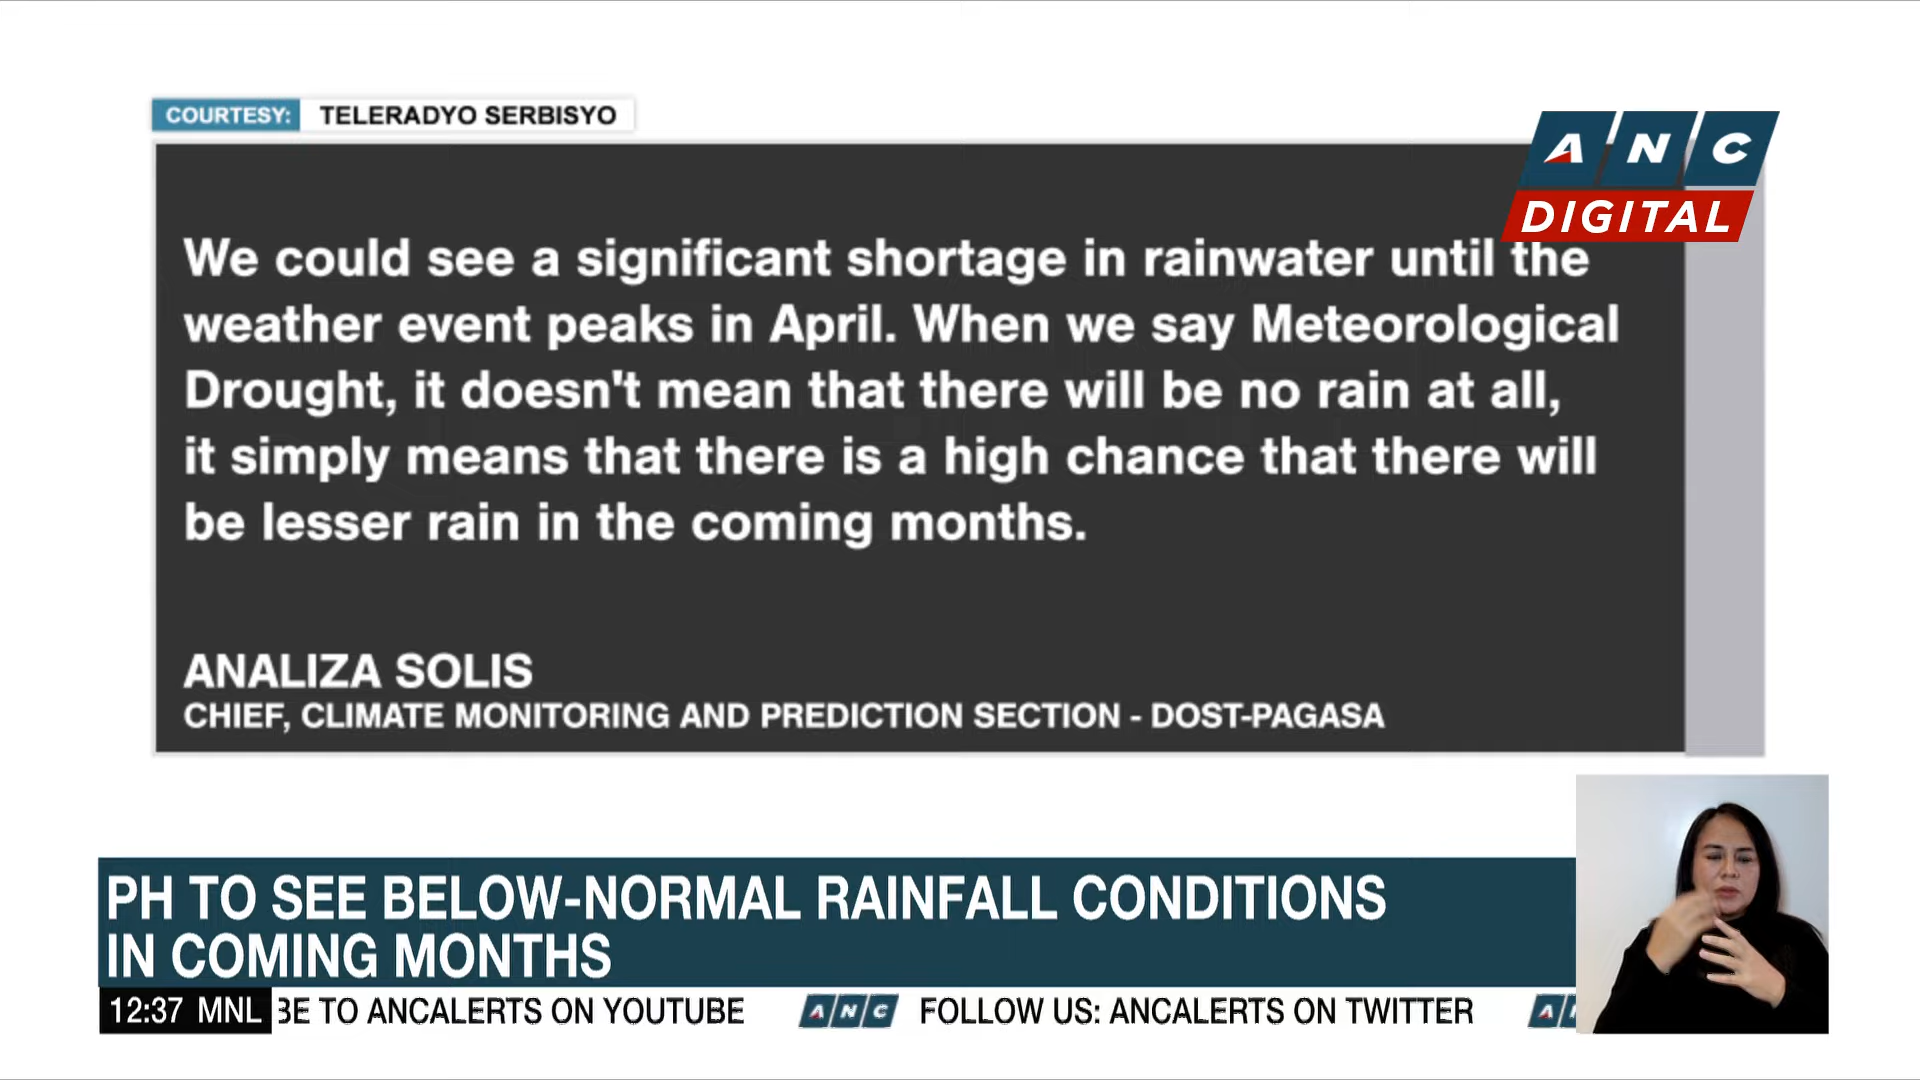 COURTESY: TELERADYO SERBISYO
ANC
DIGITAL
We could see a significant shortage in rainwater until the
weather event peaks in April. When we say Meteorological
Drought, it doesn't mean that there will be no rain at all,
it simply means that there is a high chance that there will
be lesser rain in the coming months.
ANALIZA SOLIS
CHIEF, CLIMATE MONITORING AND PREDICTION SECTION - DOST-PAGASA
PH TO SEE BELOW-NORMAL RAINFALL CONDITIONS
IN COMING MONTHS
12:37 MNL BE TO ANCALERTS ON YOUTUBE ANC FOLLOW US: ANCALERTS ON TWITTER AN